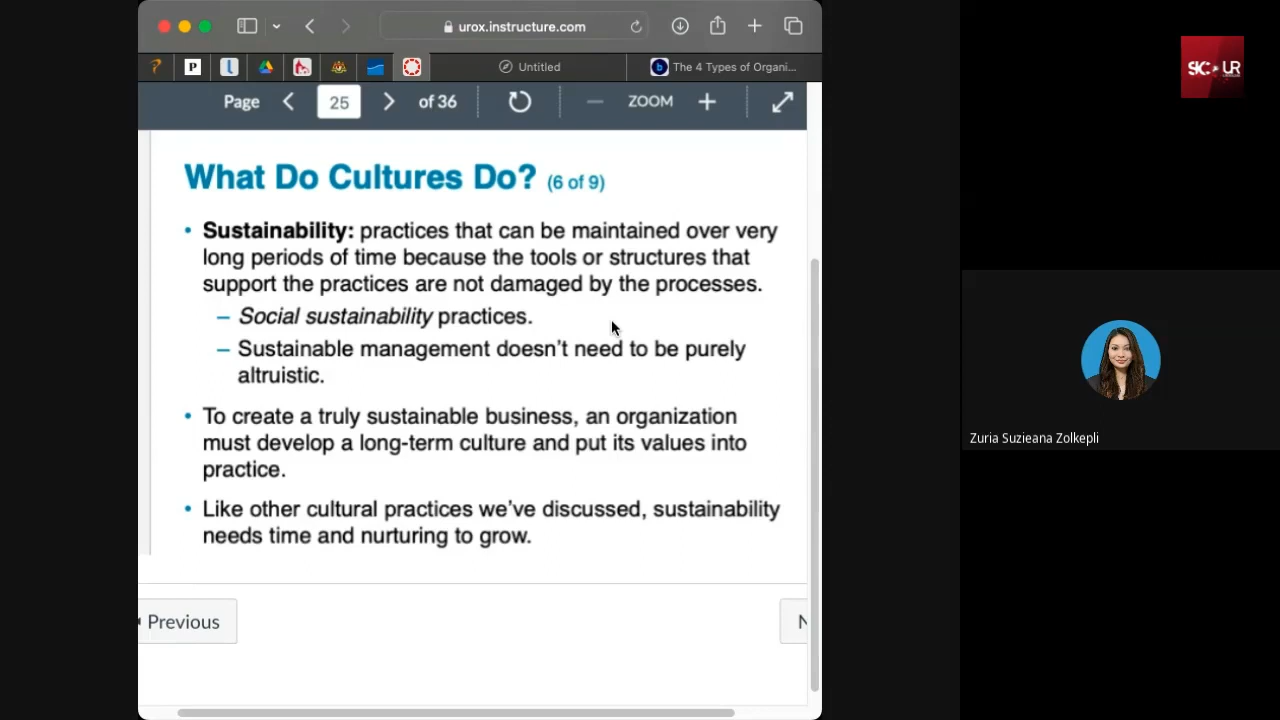 urox.instructure.com
P
Untitled
b The 4 Types of Organi...
Page 25 of 36 ZOOM
What Do Cultures Do? (6 of 9)
• Sustainability: practices that can be maintained over very
long periods of time because the tools or structures that
support the practices are not damaged by the processes.
– Social sustainability practices.
– Sustainable management doesn't need to be purely
altruistic.
• To create a truly sustainable business, an organization
must develop a long-term culture and put its values into
practice.
• Like other cultural practices we've discussed, sustainability
needs time and nurturing to grow.
Previous
N
Zuria Suzieana Zolkepli